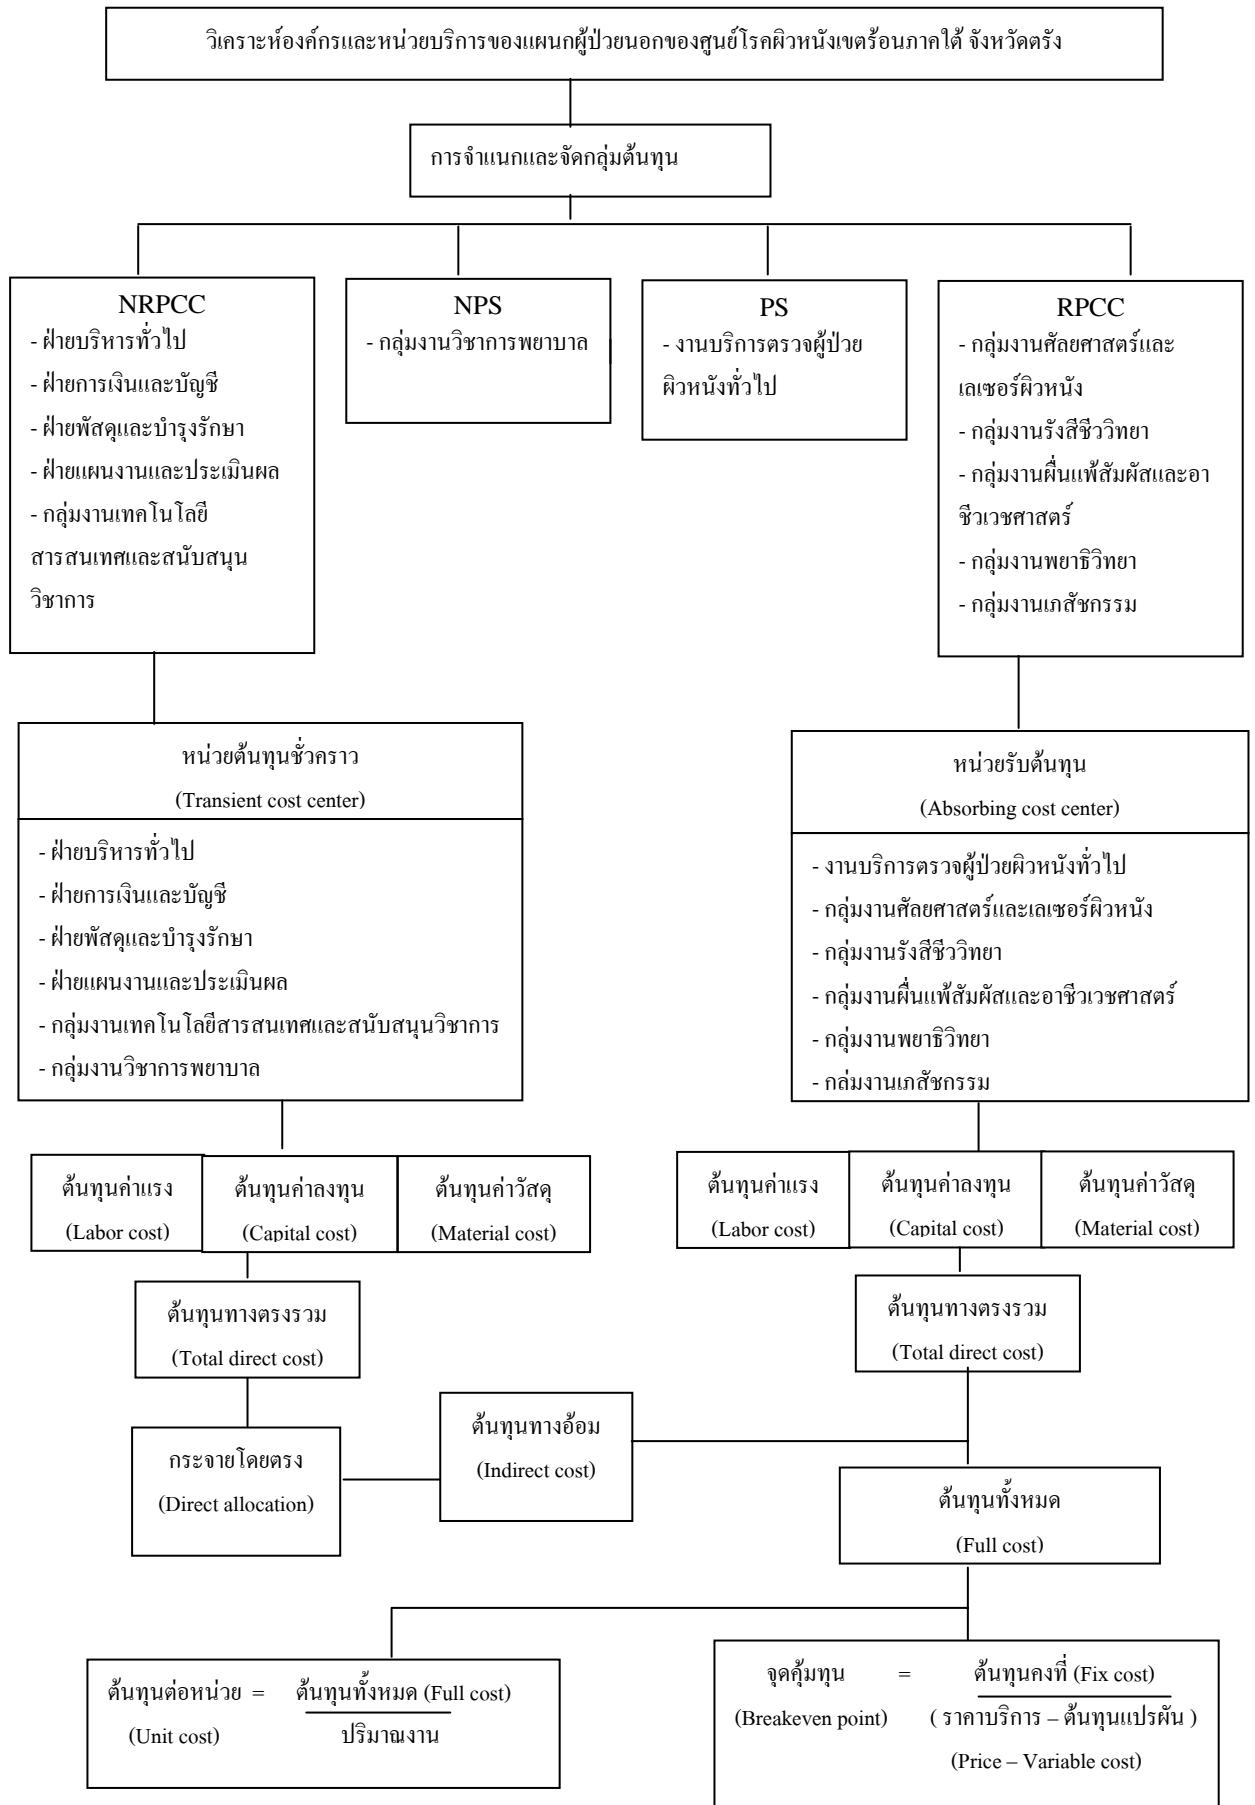 วิเคราะห์องค์กรและหน่วยบริการของแผนกผู้ป่วยนอกของศูนย์โรคผิวหนังเขตร้อนภาคใต้ จังหวัดตรัง
การจำแนกและจัดกลุ่มต้นทุน
NRPCC
- ฝ่ายบริหารทั่วไป
- ฝ่ายการเงินและบัญชี
- ฝ่ายพัสดุและบำรุงรักษา
- ฝ่ายแผนงานและประเมินผล
- กลุ่มงานเทคโนโลยี
สารสนเทศและสนับสนุน
วิชาการ
NPS
- กลุ่มงานวิชาการพยาบาล
PS
- งานบริการตรวจผู้ป่วย
ผิวหนังทั่วไป
RPCC
- กลุ่มงานศัลยศาสตร์และ
เลเซอร์ผิวหนัง
- กลุ่มงานรังสีชีววิทยา
- กลุ่มงานผื่นแพ้สัมผัสและอา
ชีวเวชศาสตร์
- กลุ่มงานพยาธิวิทยา
- กลุ่มงานเภสัชกรรม
หน่วยต้นทุนชั่วคราว
(Transient cost center)
- ฝ่ายบริหารทั่วไป
- ฝ่ายการเงินและบัญชี
- ฝ่ายพัสดุและบำรุงรักษา
- ฝ่ายแผนงานและประเมินผล
- กลุ่มงานเทคโนโลยีสารสนเทศและสนับสนุนวิชาการ
- กลุ่มงานวิชาการพยาบาล
หน่วยรับต้นทุน
(Absorbing cost center)
- งานบริการตรวจผู้ป่วยผิวหนังทั่วไป
- กลุ่มงานศัลยศาสตร์และเลเซอร์ผิวหนัง
- กลุ่มงานรังสีชีววิทยา
- กลุ่มงานผื่นแพ้สัมผัสและอาชีวเวชศาสตร์
- กลุ่มงานพยาธิวิทยา
- กลุ่มงานเภสัชกรรม
ต้นทุนค่าแรง
(Labor cost)
ต้นทุนค่าลงทุน
(Capital cost)
ต้นทุนค่าวัสดุ
(Material cost)
ต้นทุนค่าแรง
(Labor cost)
ต้นทุนค่าลงทุน
(Capital cost)
ต้นทุนค่าวัสดุ
(Material cost)
ต้นทุนทางตรงรวม
(Total direct cost)
ต้นทุนทางตรงรวม
(Total direct cost)
กระจายโดยตรง
(Direct allocation)
ต้นทุนทางอ้อม
(Indirect cost)
ต้นทุนทั้งหมด
(Full cost)
ต้นทุนต่อหน่วย = ต้นทุนทั้งหมด (Full cost)
(Unit cost) ปริมาณงาน
จุดคุ้มทุน = ต้นทุนคงที่ (Fix cost)
(Breakeven point) ( ราคาบริการ – ต้นทุนแปรผัน )
(Price – Variable cost)